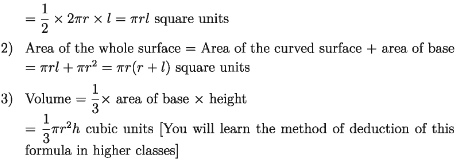 = 1/2 × 2πr × l = πrl square units
2) Area of the whole surface = Area of the curved surface + area of base
= πrl + πr² = πr(r + l) square units
3) Volume = 1/3 × area of base × height
= 1/3 πr²h cubic units [You will learn the method of deduction of this
formula in higher classes]